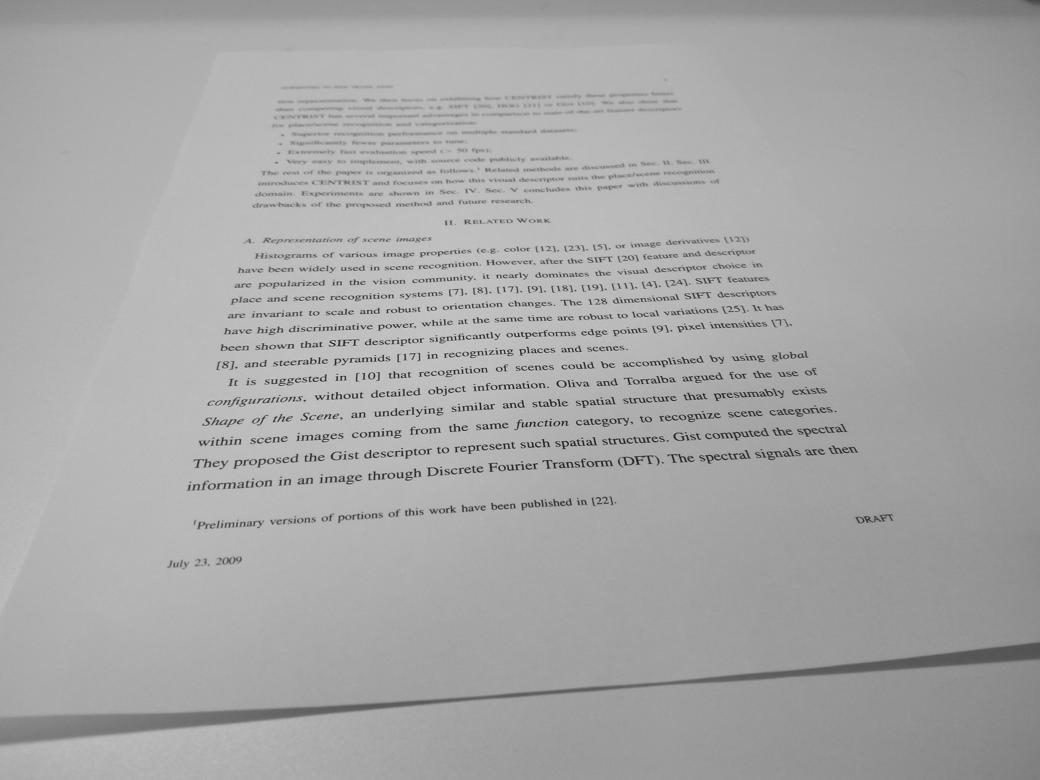 SUBMITTED TO IEEE TRANS. PAMI
tion representation. We then focus on exhibiting how CENTRIST satisfy these properties better
than competing visual descriptors, e.g. SIFT [20], HOG [21] or Gist [10]. We also show that
CENTRIST has several important advantages in comparison to state-of-the-art feature descriptors
for place/scene recognition and categorization:
• Superior recognition performance on multiple standard datasets;
• Significantly fewer parameters to tune;
• Extremely fast evaluation speed (> 50 fps);
• Very easy to implement, with source code publicly available.
The rest of the paper is organized as follows.¹ Related methods are discussed in Sec. II. Sec. III
introduces CENTRIST and focuses on how this visual descriptor suits the place/scene recognition
domain. Experiments are shown in Sec. IV. Sec. V concludes this paper with discussions of
drawbacks of the proposed method and future research.
II. RELATED WORK
A. Representation of scene images
Histograms of various image properties (e.g. color [12], [23], [5], or image derivatives [12])
have been widely used in scene recognition. However, after the SIFT [20] feature and descriptor
are popularized in the vision community, it nearly dominates the visual descriptor choice in
place and scene recognition systems [7], [8], [17], [9], [18], [19], [11], [4], [24]. SIFT features
are invariant to scale and robust to orientation changes. The 128 dimensional SIFT descriptors
have high discriminative power, while at the same time are robust to local variations [25]. It has
been shown that SIFT descriptor significantly outperforms edge points [9], pixel intensities [7],
[8], and steerable pyramids [17] in recognizing places and scenes.
It is suggested in [10] that recognition of scenes could be accomplished by using global
configurations, without detailed object information. Oliva and Torralba argued for the use of
Shape of the Scene, an underlying similar and stable spatial structure that presumably exists
within scene images coming from the same function category, to recognize scene categories.
They proposed the Gist descriptor to represent such spatial structures. Gist computed the spectral
information in an image through Discrete Fourier Transform (DFT). The spectral signals are then
¹Preliminary versions of portions of this work have been published in [22].
July 23, 2009
DRAFT